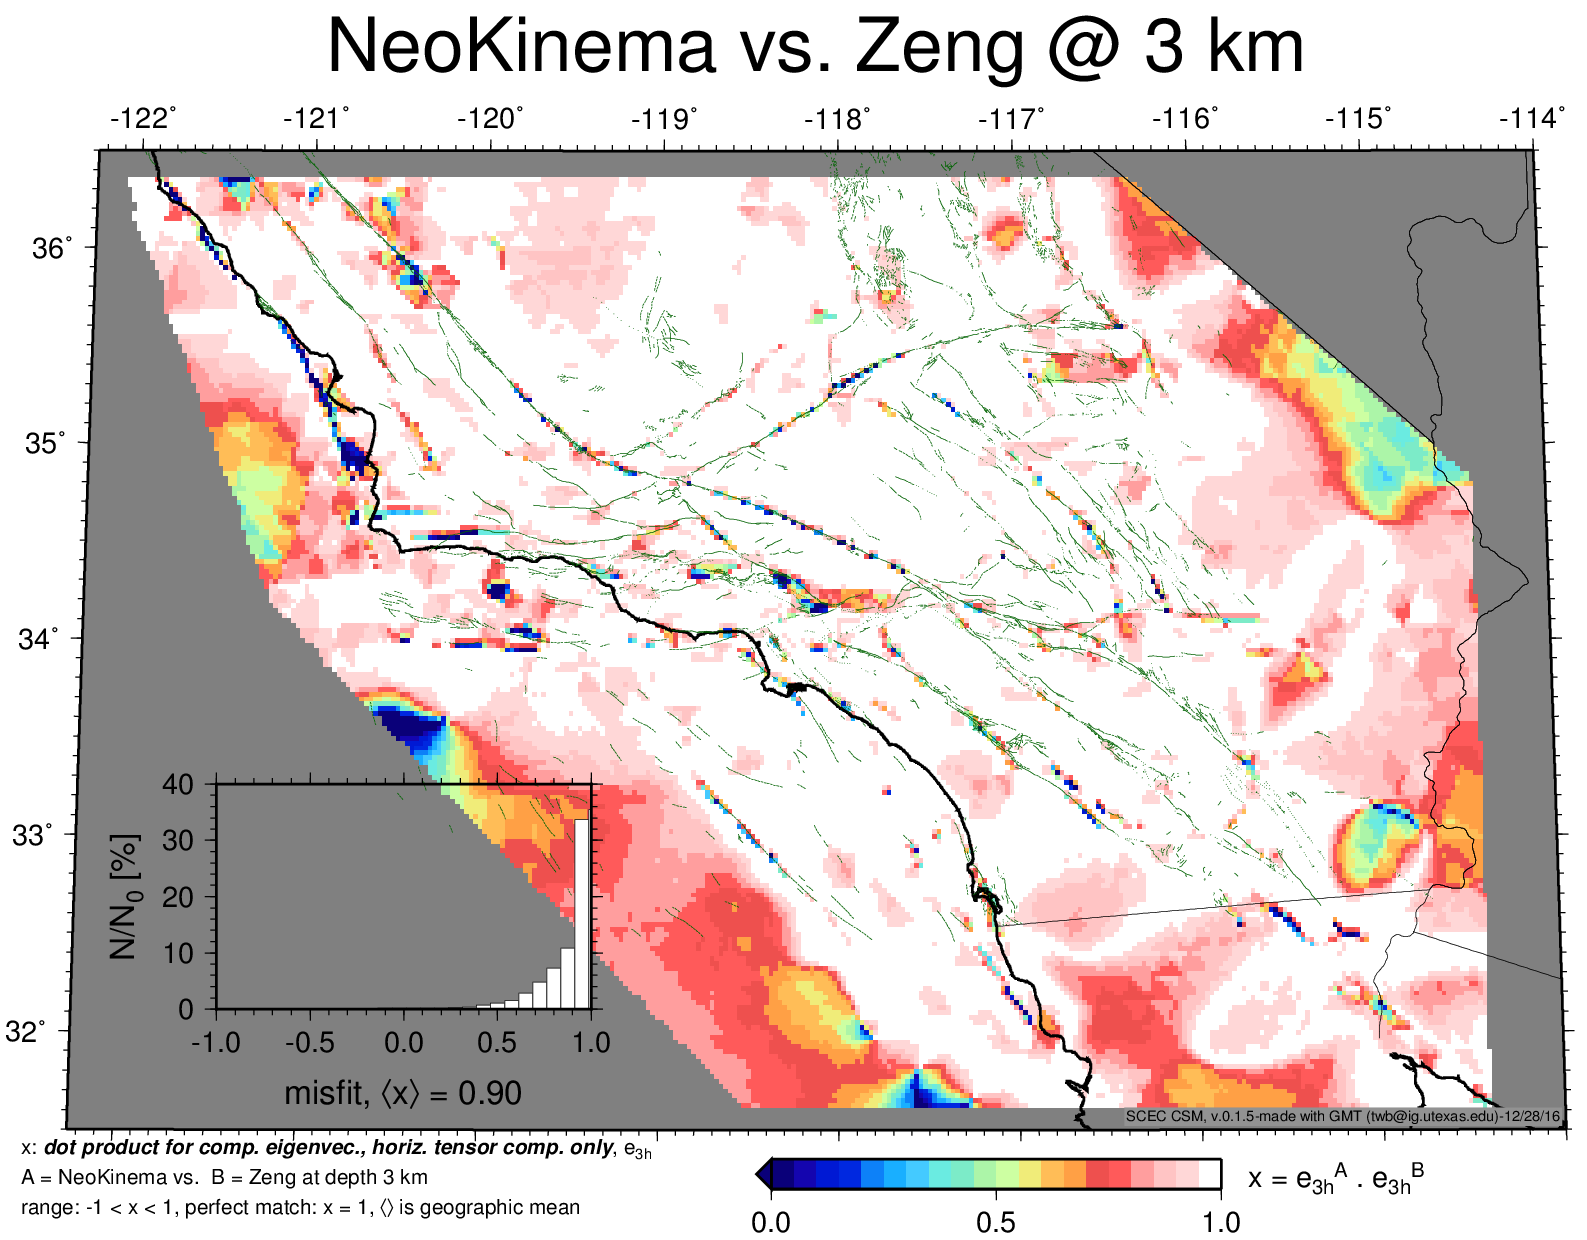 NeoKinema vs. Zeng @ 3 km
-122° -121° -120° -119° -118° -117° -116° -115° -114°
36°
35°
34°
33°
32°
40
30
20
10
0
N/N0 [%]
-1.0 -0.5 0.0 0.5 1.0
misfit, ⟨x⟩ = 0.90
SCEC CSM, v.0.1.5-made with GMT (twb@ig.utexas.edu)-12/28/16
x: dot product for comp. eigenvec., horiz. tensor comp. only, e3h
A = NeoKinema vs. B = Zeng at depth 3 km
range: -1 < x < 1, perfect match: x = 1, ⟨⟩ is geographic mean
x = e3hA . e3hB
0.0 0.5 1.0